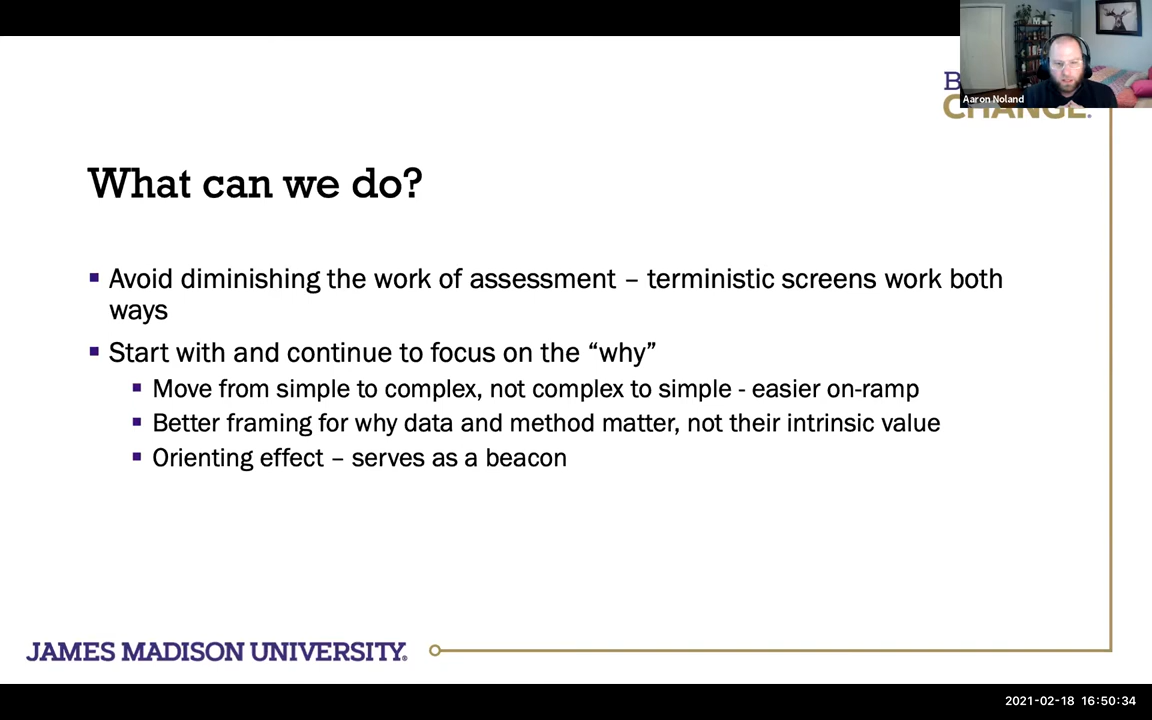 Aaron Noland
CHANGE.
What can we do?
Avoid diminishing the work of assessment – terministic screens work both
ways
Start with and continue to focus on the “why”
Move from simple to complex, not complex to simple - easier on-ramp
Better framing for why data and method matter, not their intrinsic value
Orienting effect – serves as a beacon
JAMES MADISON UNIVERSITY®
2021-02-18 16:50:34